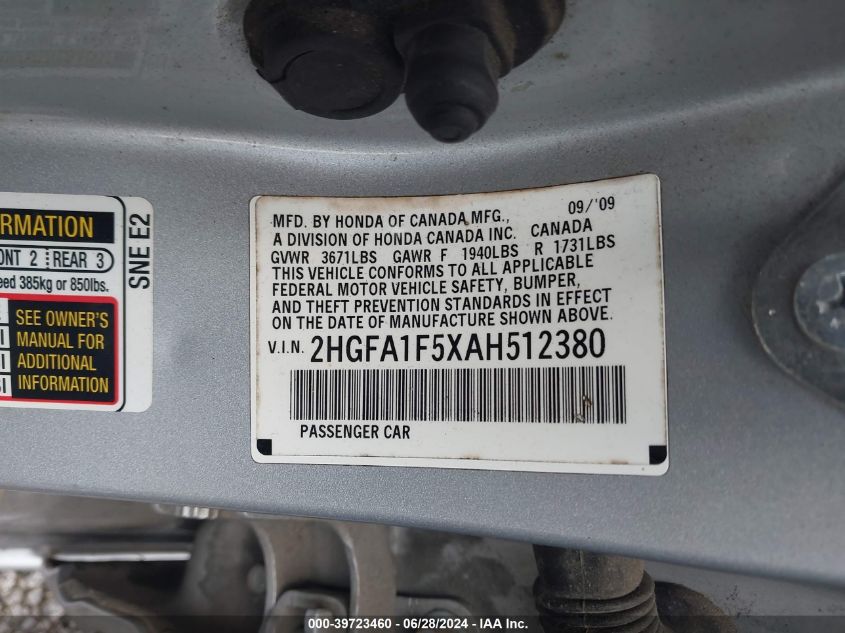 RMATION
ONT 2 REAR 3
eed 385kg or 850lbs.
SEE OWNER'S
MANUAL FOR
ADDITIONAL
INFORMATION
SNE E2
MFD. BY HONDA OF CANADA MFG., 09/'09
A DIVISION OF HONDA CANADA INC. CANADA
GVWR 3671LBS GAWR F 1940LBS R 1731LBS
THIS VEHICLE CONFORMS TO ALL APPLICABLE
FEDERAL MOTOR VEHICLE SAFETY, BUMPER,
AND THEFT PREVENTION STANDARDS IN EFFECT
ON THE DATE OF MANUFACTURE SHOWN ABOVE.
V.I.N. 2HGFA1F5XAH512380
PASSENGER CAR
000-39723460 - 06/28/2024 - IAA Inc.